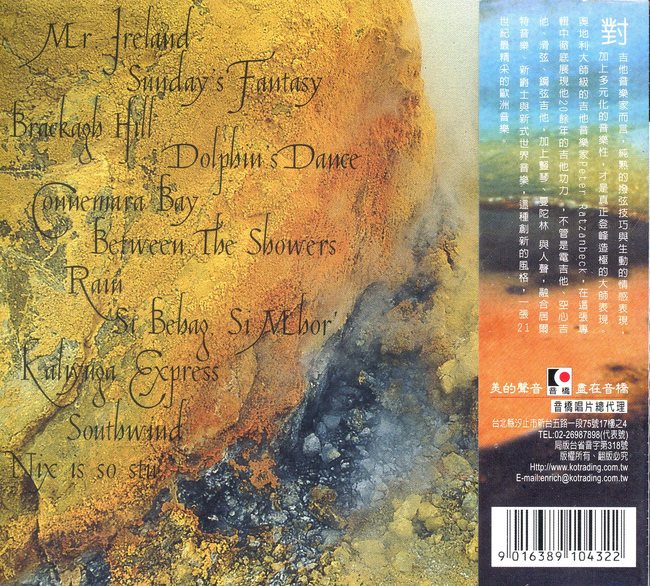 Mr Ireland
Sunday's Fantasy
Brackagh Hill
Dolphin's Dance
Connemara Bay
Between The Showers
Rain
Si Behag, Si Mhor'
Kaliyuga Express
Southwind
Nix is so still
對
吉他音樂家而言，純熟的撥弦技巧與生動的情感表現，
加上多元化的音樂性，才是真正登峰造極的大師表現。
奧地利大師級的吉他音樂家Peter Ratzanbeck，在這張專
輯中徹底展現他20餘年的吉他功力，不管是電吉他、空心吉
他、滑弦、鋼弦吉他，加上豎琴、曼陀林 與人聲，融合居爾
特音樂、新爵士與新式世界音樂，這種創新的風格，一張21
世紀最精采的歐洲音樂。
美的聲音 音橋 盡在音橋
音橋唱片總代理
台北縣汐止市新台五路一段75號17樓之4
TEL:02-26987898(代表號)
局版台省音字第318號
版權所有、翻版必究
Http://www.kotrading.com.tw
E-mail:enrich@kotrading.com.tw
9 016389 104322